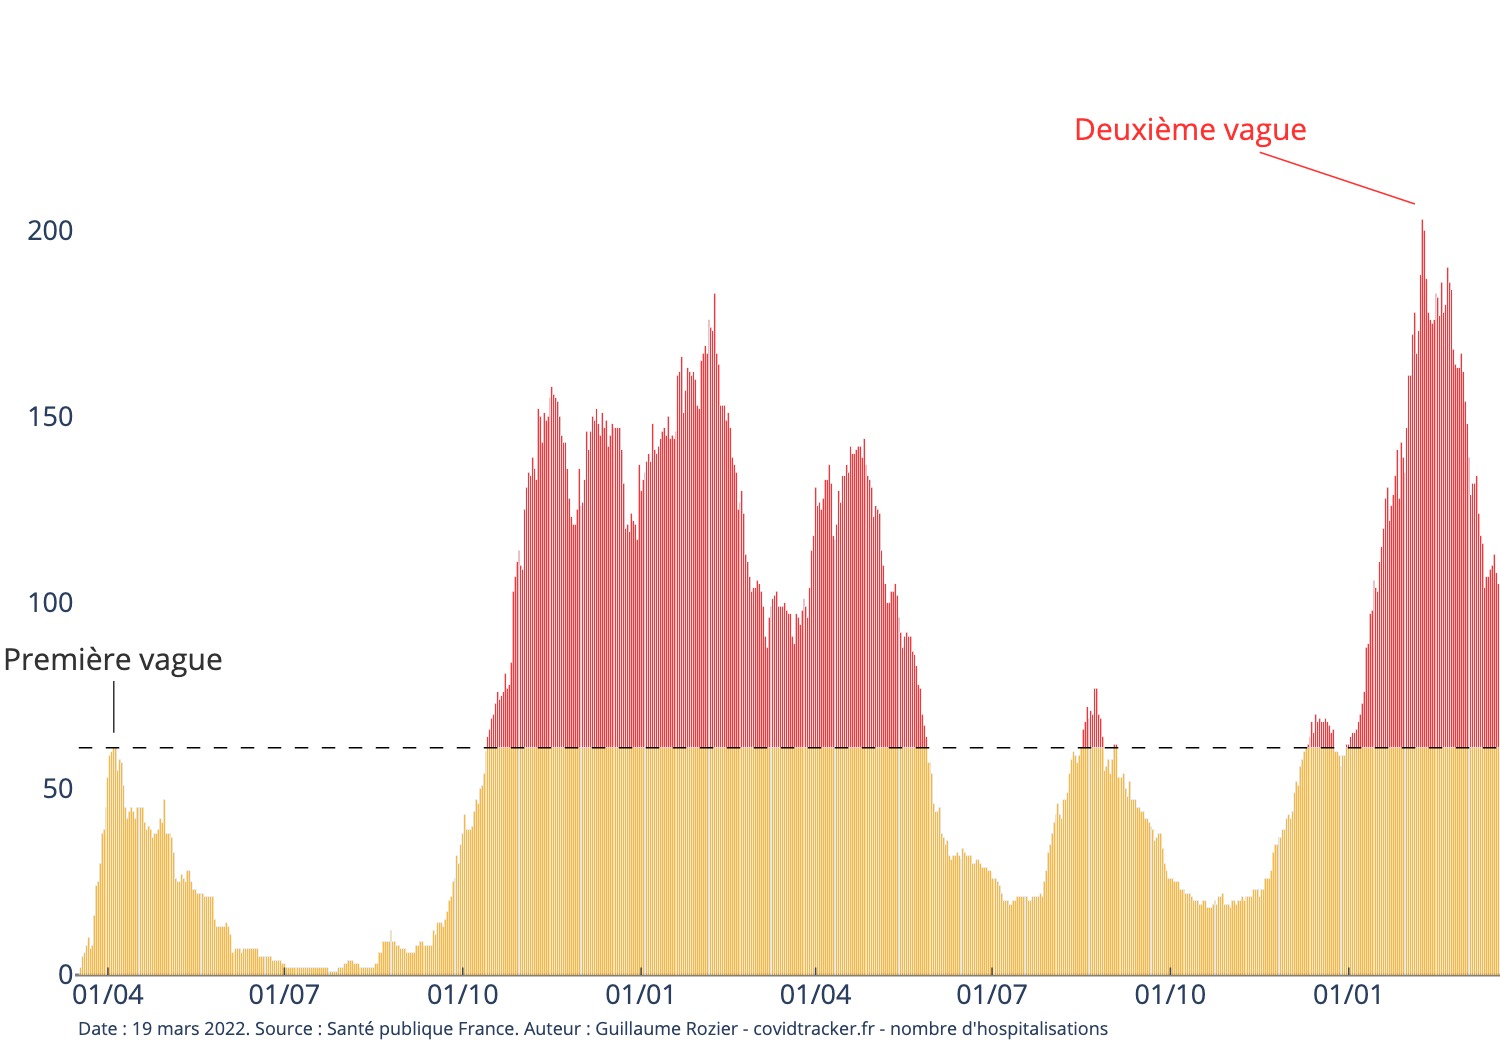 Deuxième vague
200
150
100
Première vague
50
0
01/04 01/07 01/10 01/01 01/04 01/07 01/10 01/01
Date : 19 mars 2022. Source : Santé publique France. Auteur : Guillaume Rozier - covidtracker.fr - nombre d'hospitalisations